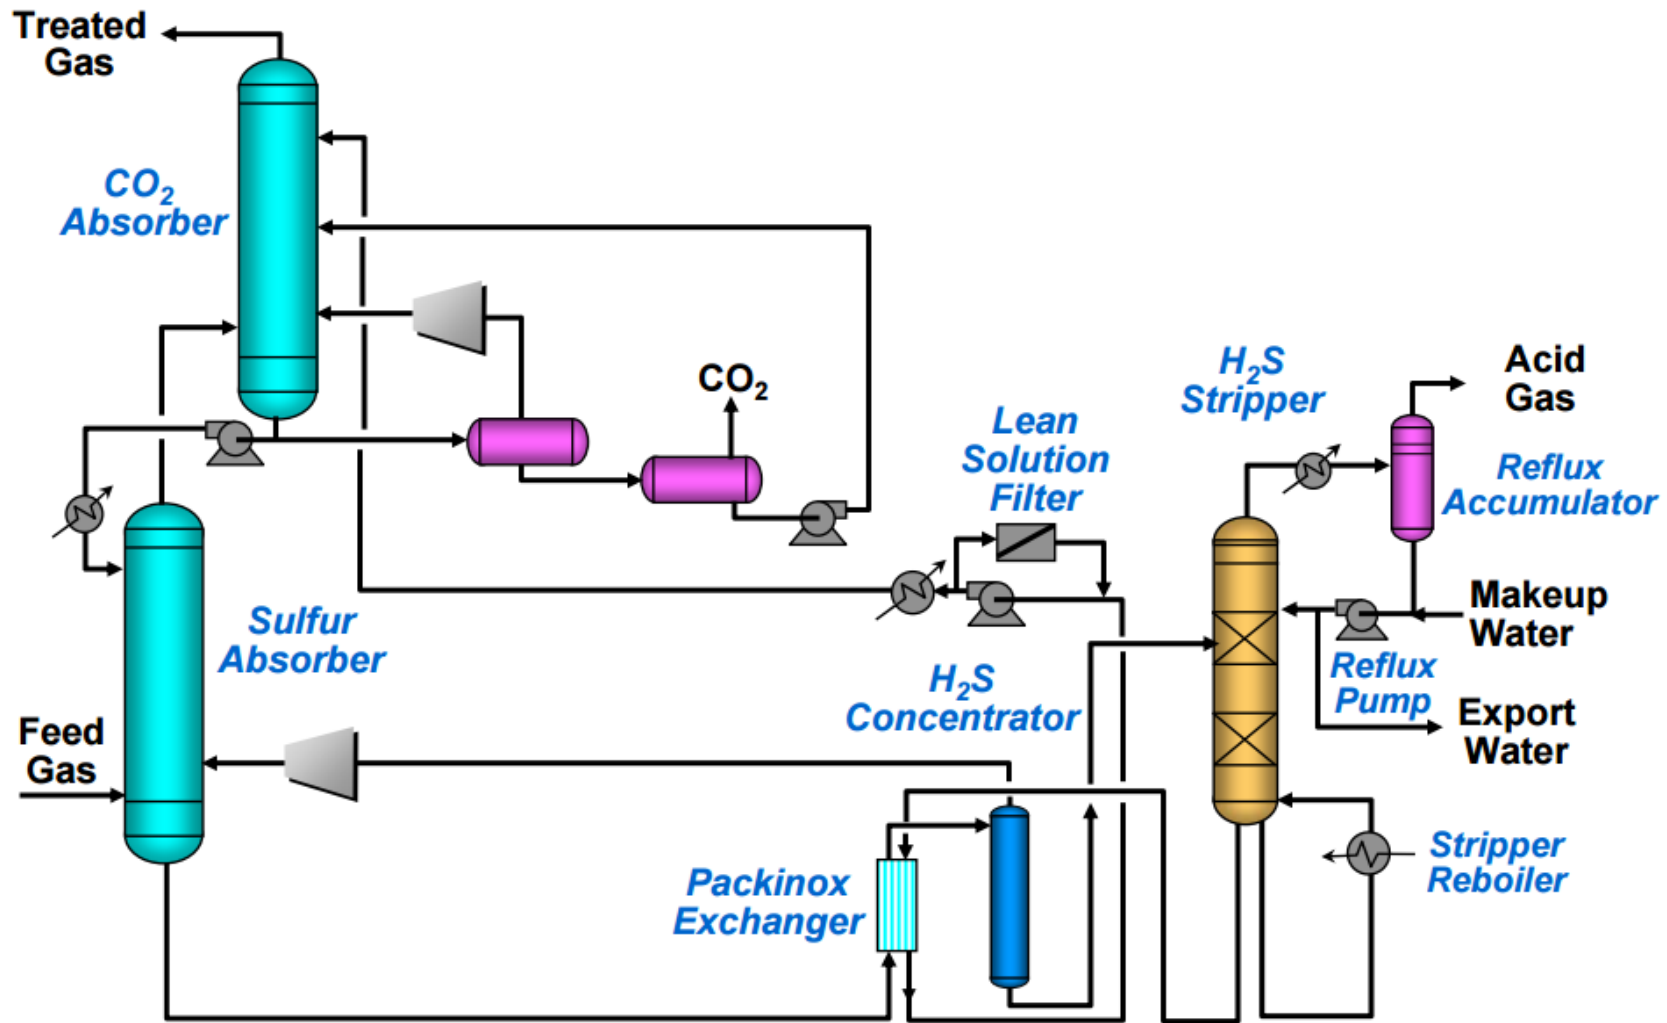 Treated
Gas
CO₂
Absorber
CO₂
H₂S
Stripper
Acid
Gas
Lean
Solution
Filter
Reflux
Accumulator
Sulfur
Absorber
Makeup
Water
H₂S
Concentrator
Reflux
Pump
Export
Water
Feed
Gas
Packinox
Exchanger
Stripper
Reboiler